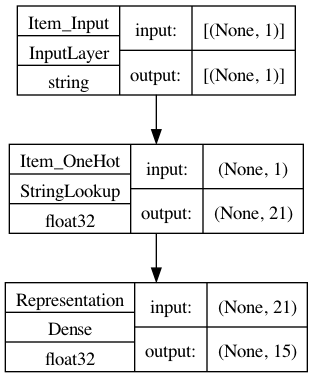 Item_Input
InputLayer
string
input:
[(None, 1)]
output:
[(None, 1)]
Item_OneHot
StringLookup
float32
input:
(None, 1)
output:
(None, 21)
Representation
Dense
float32
input:
(None, 21)
output:
(None, 15)